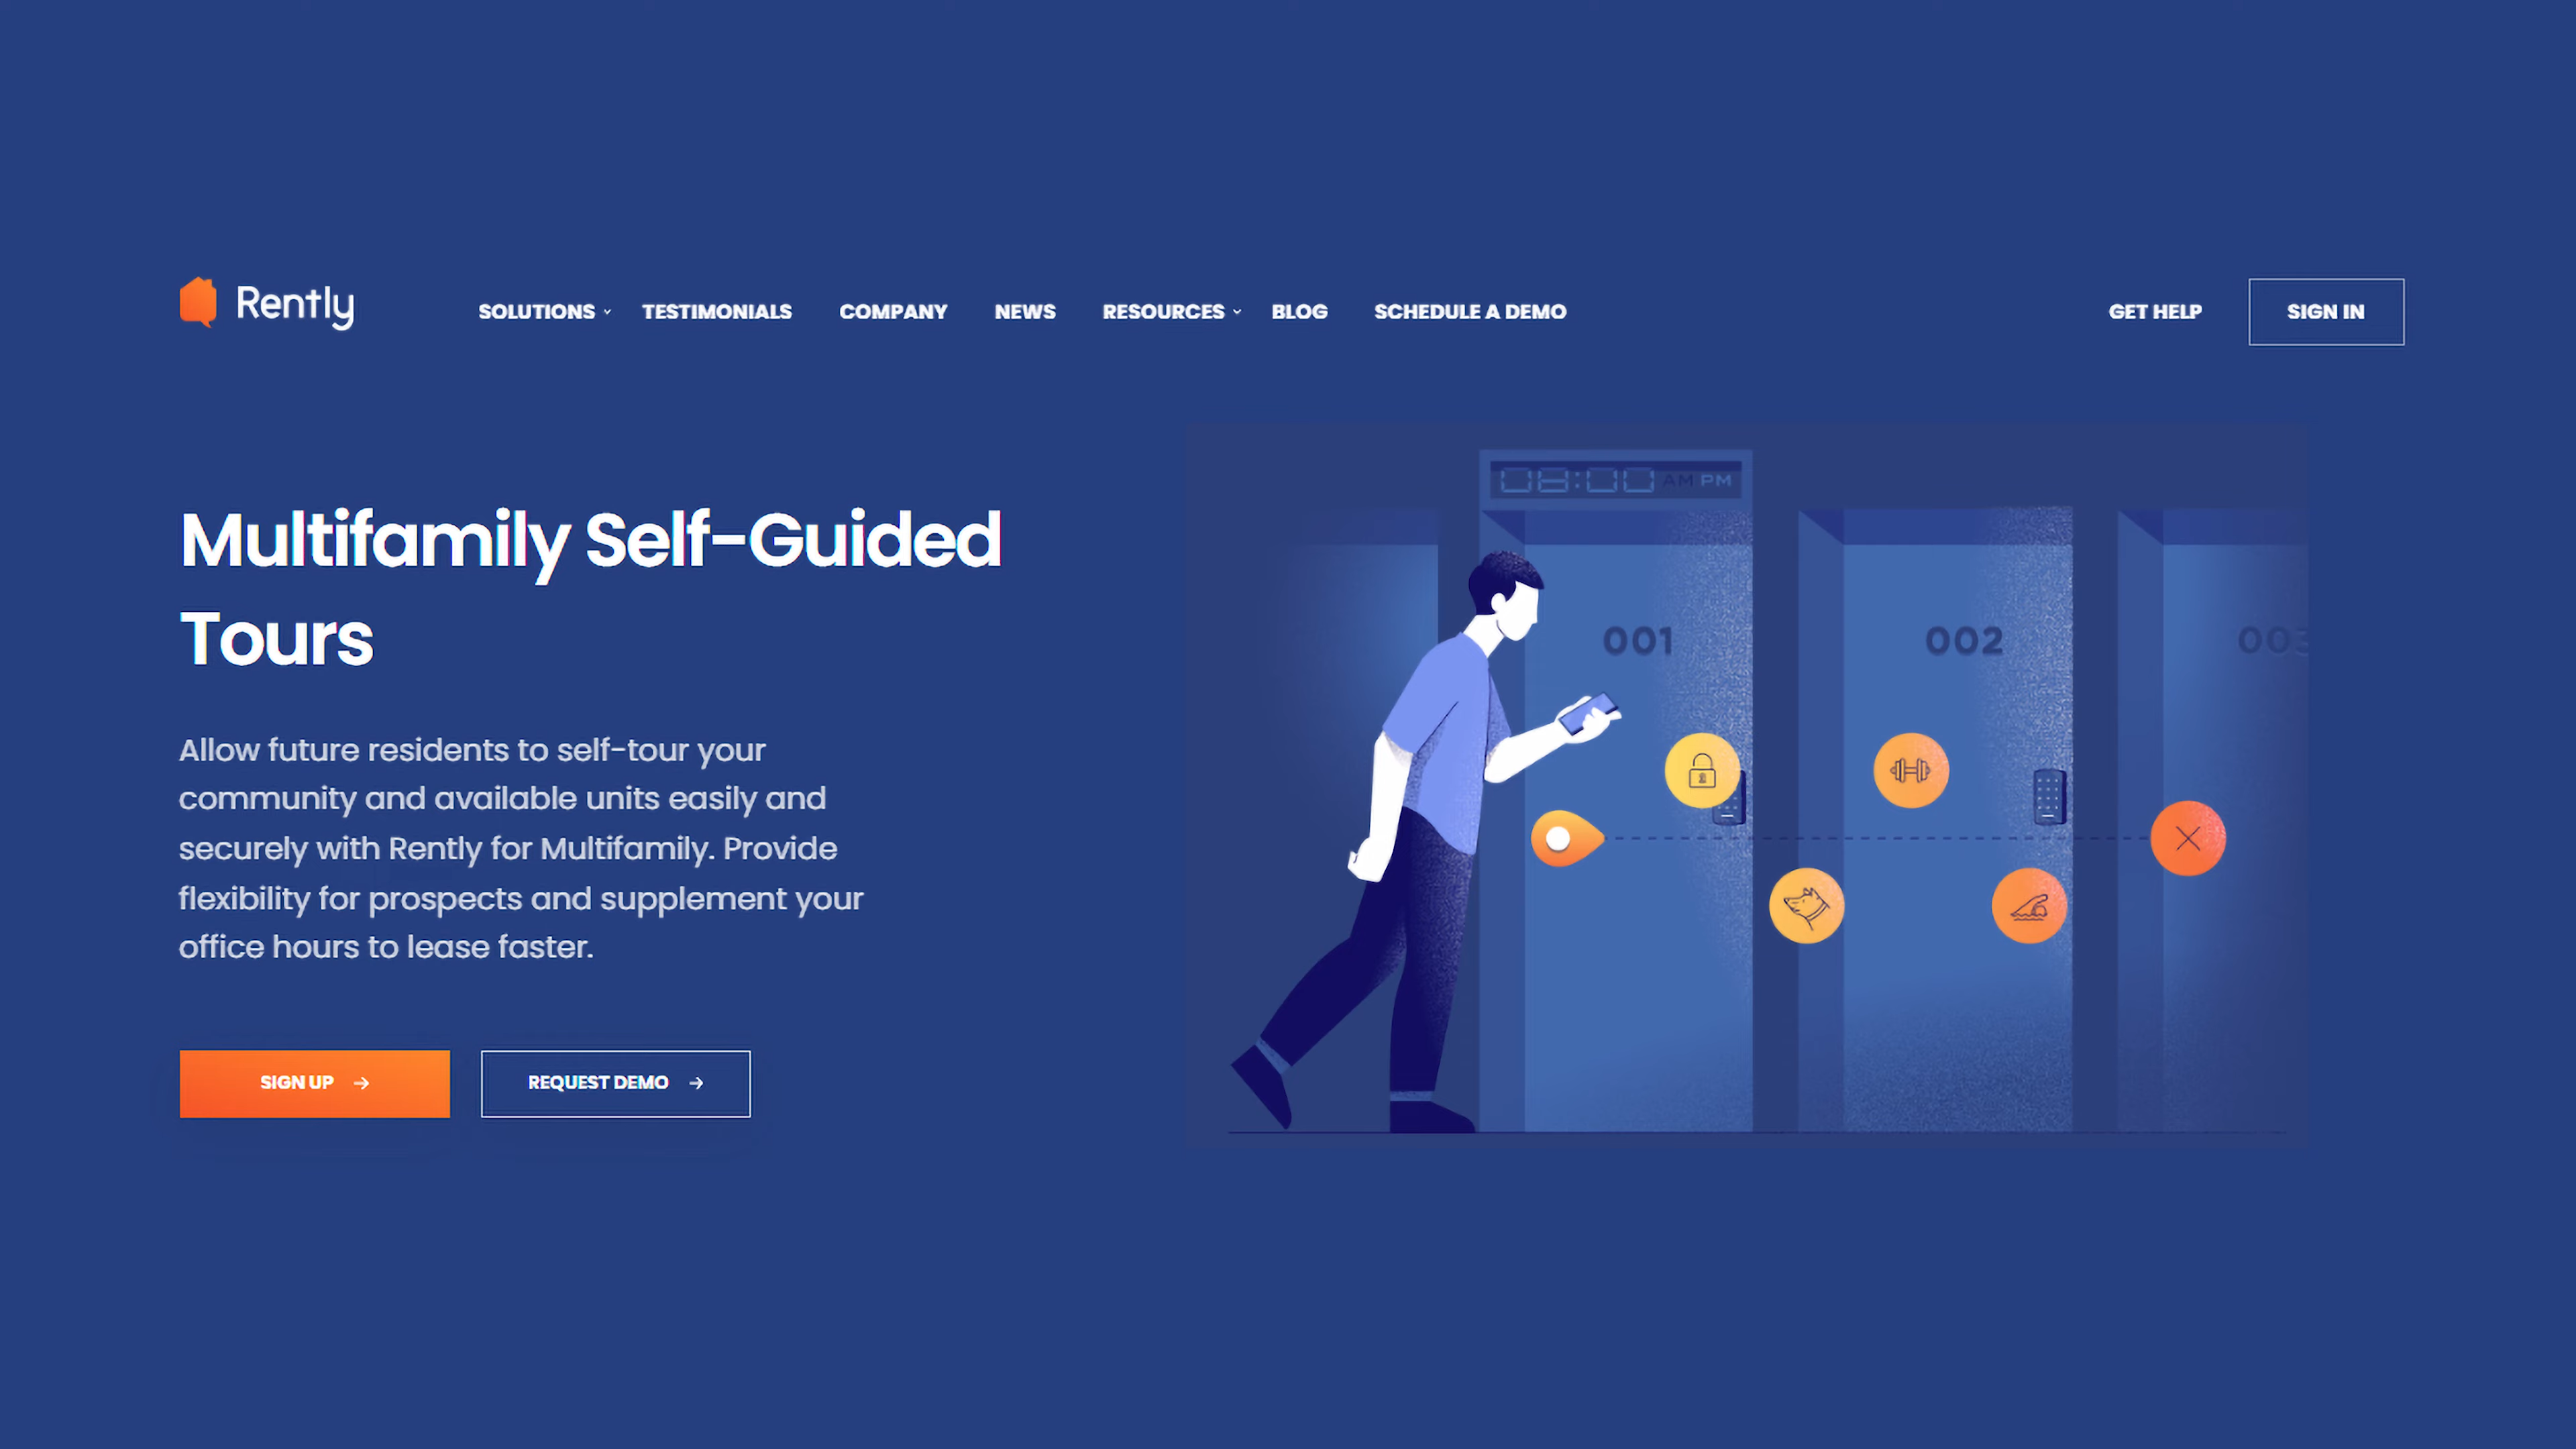 Rently
SOLUTIONS
TESTIMONIALS
COMPANY
NEWS
RESOURCES
BLOG
SCHEDULE A DEMO
GET HELP
SIGN IN
Multifamily Self-Guided
Tours
Allow future residents to self-tour your
community and available units easily and
securely with Rently for Multifamily. Provide
flexibility for prospects and supplement your
office hours to lease faster.
SIGN UP →
REQUEST DEMO →
08:00 AM PM
001
002
003